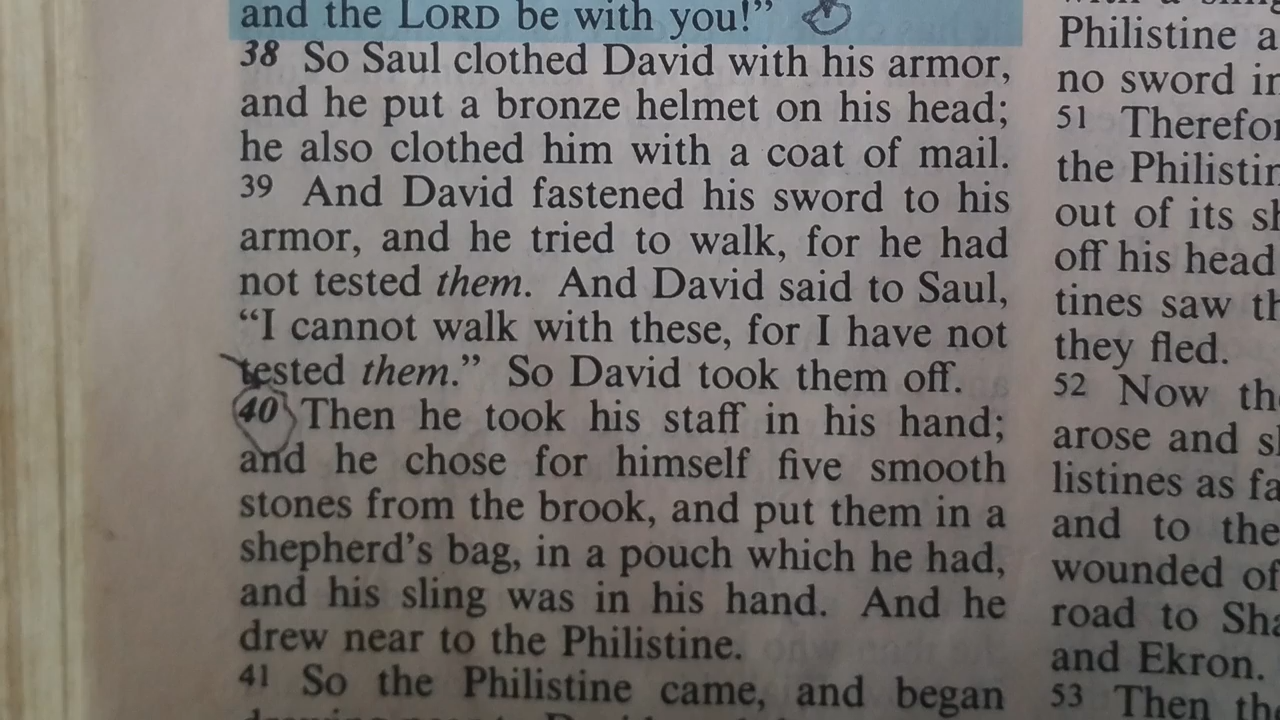 and the LORD be with you!”
38 So Saul clothed David with his armor,
and he put a bronze helmet on his head;
he also clothed him with a coat of mail.
39 And David fastened his sword to his
armor, and he tried to walk, for he had
not tested them. And David said to Saul,
“I cannot walk with these, for I have not
tested them.” So David took them off.
40 Then he took his staff in his hand;
and he chose for himself five smooth
stones from the brook, and put them in a
shepherd’s bag, in a pouch which he had,
and his sling was in his hand. And he
drew near to the Philistine.
41 So the Philistine came, and began
Philistine a
no sword in
51 Therefor
the Philistin
out of its sh
off his head
tines saw th
they fled.
52 Now the
arose and sh
listines as fa
and to the
wounded of
road to Sha
and Ekron.
53 Then the